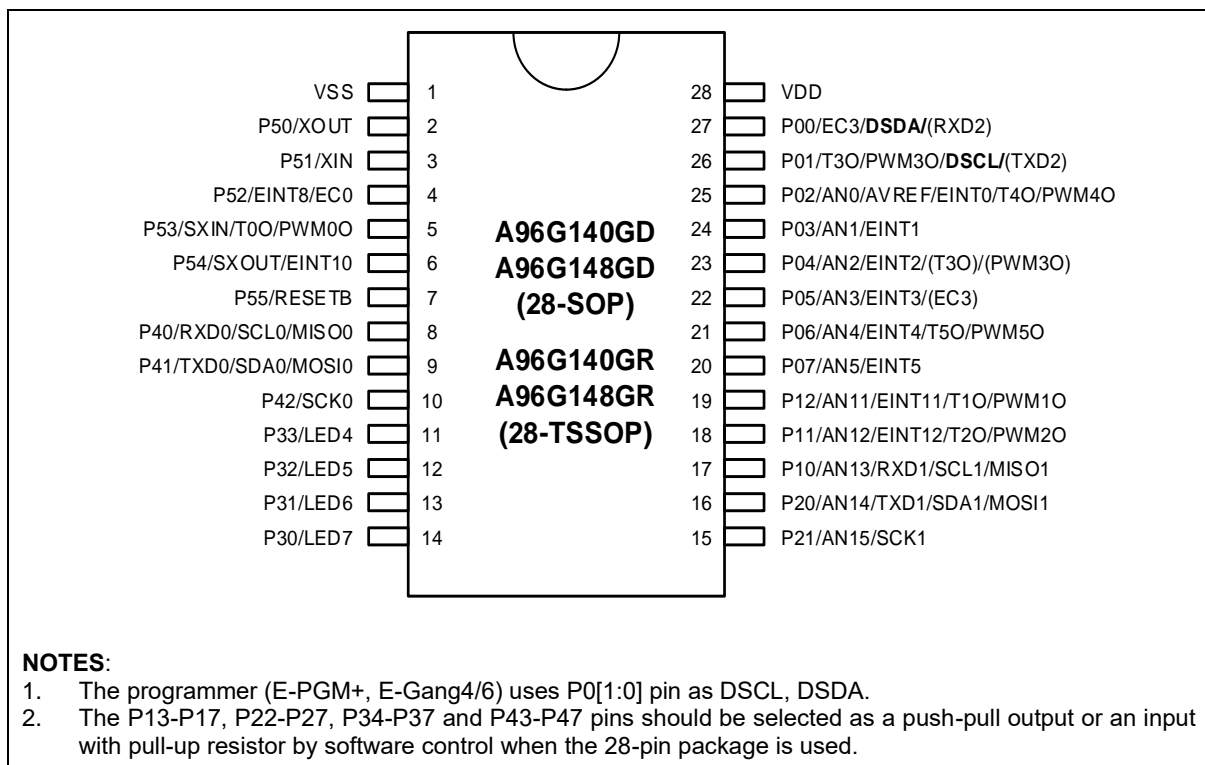 VSS 1 28 VDD
P50/XOUT 2 27 P00/EC3/DSDA/(RXD2)
P51/XIN 3 26 P01/T3O/PWM3O/DSCL/(TXD2)
P52/EINT8/EC0 4 25 P02/AN0/AVREF/EINT0/T4O/PWM4O
P53/SXIN/T0O/PWM0O 5 24 P03/AN1/EINT1
P54/SXOUT/EINT10 6 23 P04/AN2/EINT2/(T3O)/(PWM3O)
P55/RESETB 7 22 P05/AN3/EINT3/(EC3)
P40/RXD0/SCL0/MISO0 8 21 P06/AN4/EINT4/T5O/PWM5O
P41/TXD0/SDA0/MOSI0 9 20 P07/AN5/EINT5
P42/SCK0 10 19 P12/AN11/EINT11/T1O/PWM1O
P33/LED4 11 18 P11/AN12/EINT12/T2O/PWM2O
P32/LED5 12 17 P10/AN13/RXD1/SCL1/MISO1
P31/LED6 13 16 P20/AN14/TXD1/SDA1/MOSI1
P30/LED7 14 15 P21/AN15/SCK1
A96G140GD
A96G148GD
(28-SOP)
A96G140GR
A96G148GR
(28-TSSOP)
NOTES:
1. The programmer (E-PGM+, E-Gang4/6) uses P0[1:0] pin as DSCL, DSDA.
2. The P13-P17, P22-P27, P34-P37 and P43-P47 pins should be selected as a push-pull output or an input
with pull-up resistor by software control when the 28-pin package is used.